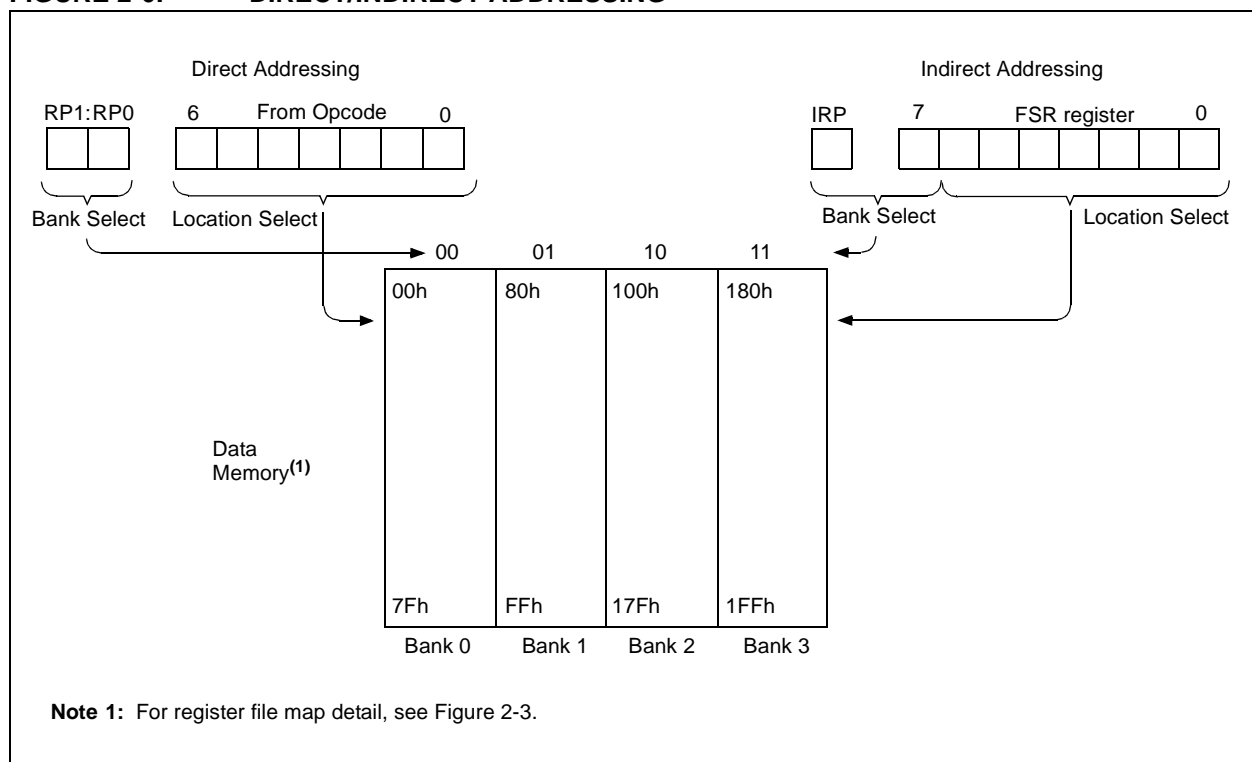 Direct Addressing
Indirect Addressing
RP1:RP0 6 From Opcode 0
IRP 7 FSR register 0
Bank Select Location Select
Bank Select Location Select
00 01 10 11
00h 80h 100h 180h
Data
Memory(1)
7Fh FFh 17Fh 1FFh
Bank 0 Bank 1 Bank 2 Bank 3
Note 1: For register file map detail, see Figure 2-3.